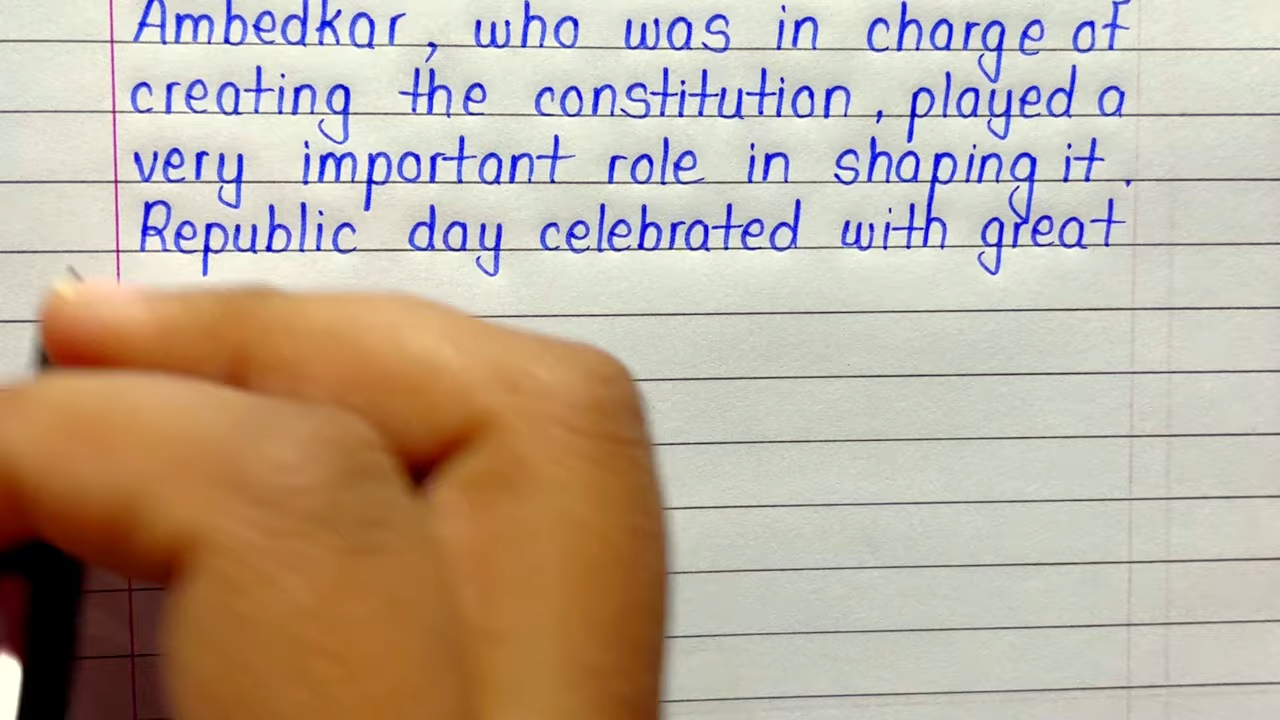 Ambedkar, who was in charge of
creating the constitution, played a
very important role in shaping it.
Republic day celebrated with great